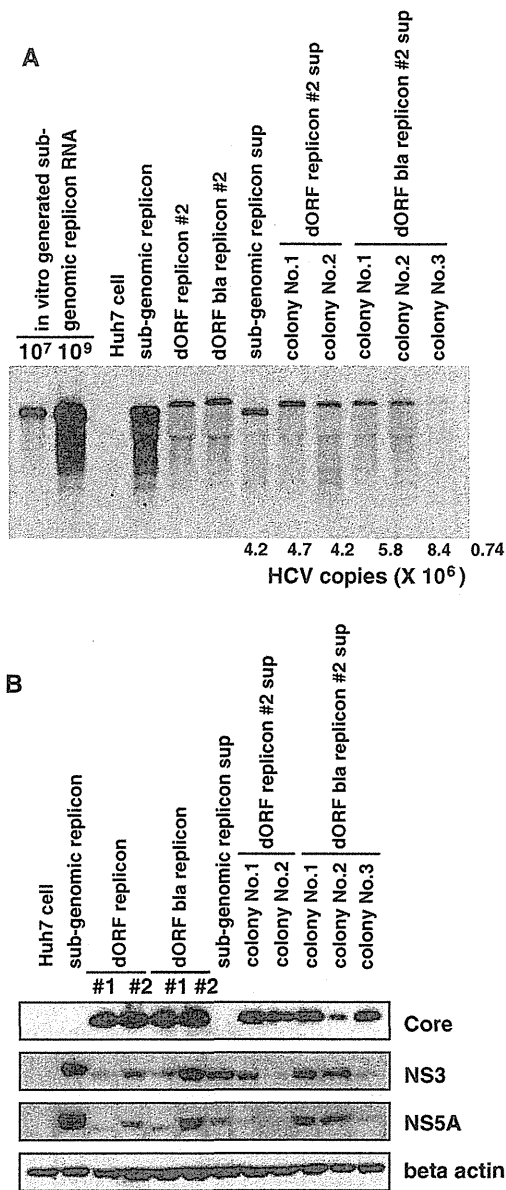 A
in vitro generated sub-
genomic replicon RNA
10⁷ 10⁹
Huh7 cell
sub-genomic replicon
dORF replicon #2
dORF bla replicon #2
sub-genomic replicon sup
dORF replicon #2 sup
colony No.1
colony No.2
dORF bla replicon #2 sup
colony No.1
colony No.2
colony No.3
4.2 4.7 4.2 5.8 8.4 0.74
HCV copies (X 10⁶)
B
Huh7 cell
sub-genomic replicon
dORF replicon
#1 #2
dORF bla replicon
#1 #2
sub-genomic replicon sup
dORF replicon #2 sup
colony No.1
colony No.2
dORF bla replicon #2 sup
colony No.1
colony No.2
colony No.3
Core
NS3
NS5A
beta actin